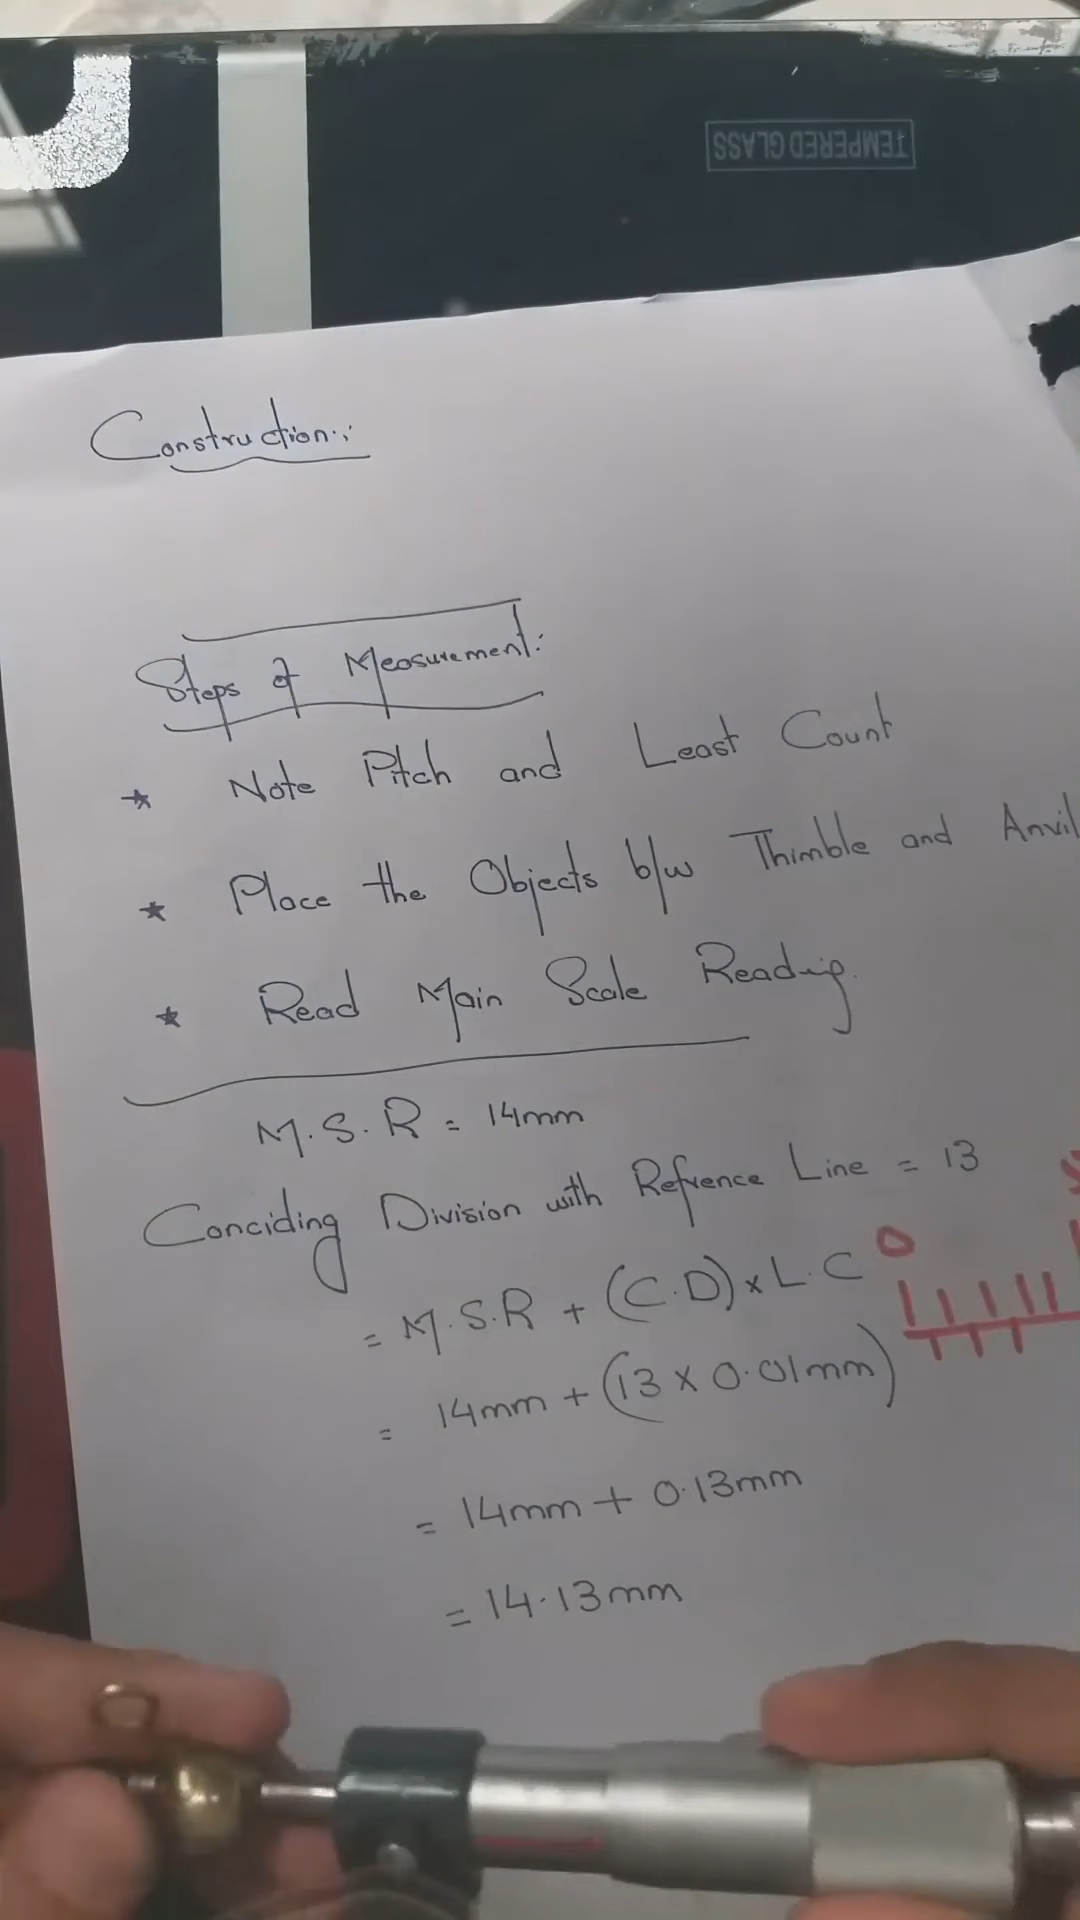 TEMPERED GLASS
Construction:
Steps of Measurement:
* Note Pitch and Least Count
* Place the Objects b/w Thimble and Anvil
* Read Main Scale Reading.
M.S.R = 14mm
Conciding Division with Refrence Line = 13
= M.S.R + (C.D) x L.C
0
= 14mm + (13 x 0.01mm)
= 14mm + 0.13mm
= 14.13mm